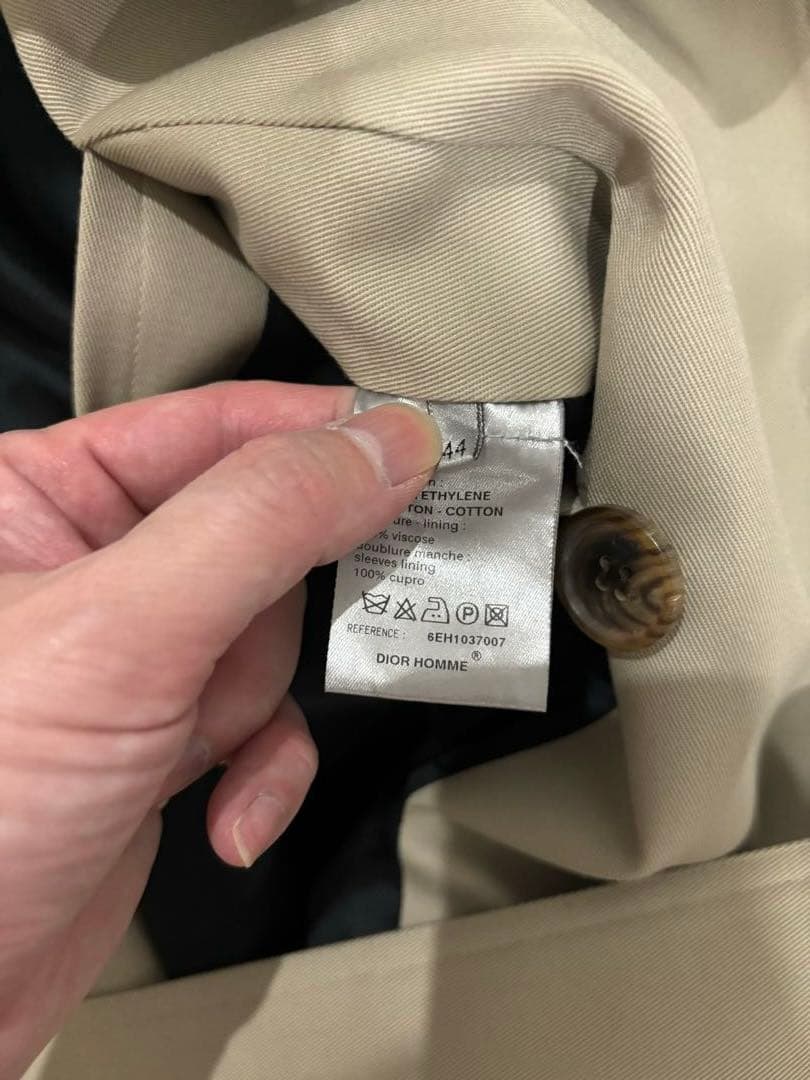 44
n :
ETHYLENE
TON - COTTON
ure - lining :
% viscose
doublure manche :
sleeves lining
100% cupro
REFERENCE : 6EH1037007
DIOR HOMME ®